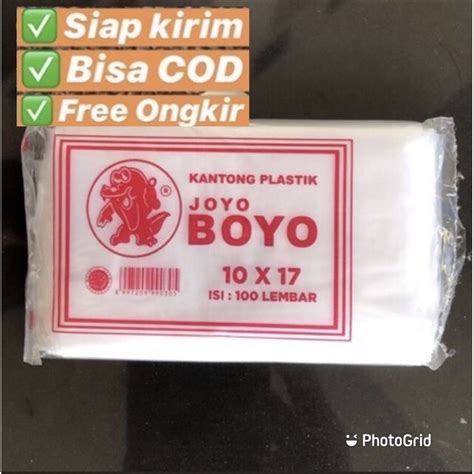 Siap kirim
Bisa COD
Free Ongkir
KANTONG PLASTIK
JOYO
BOYO
®
10 X 17
ISI : 100 LEMBAR
PhotoGrid